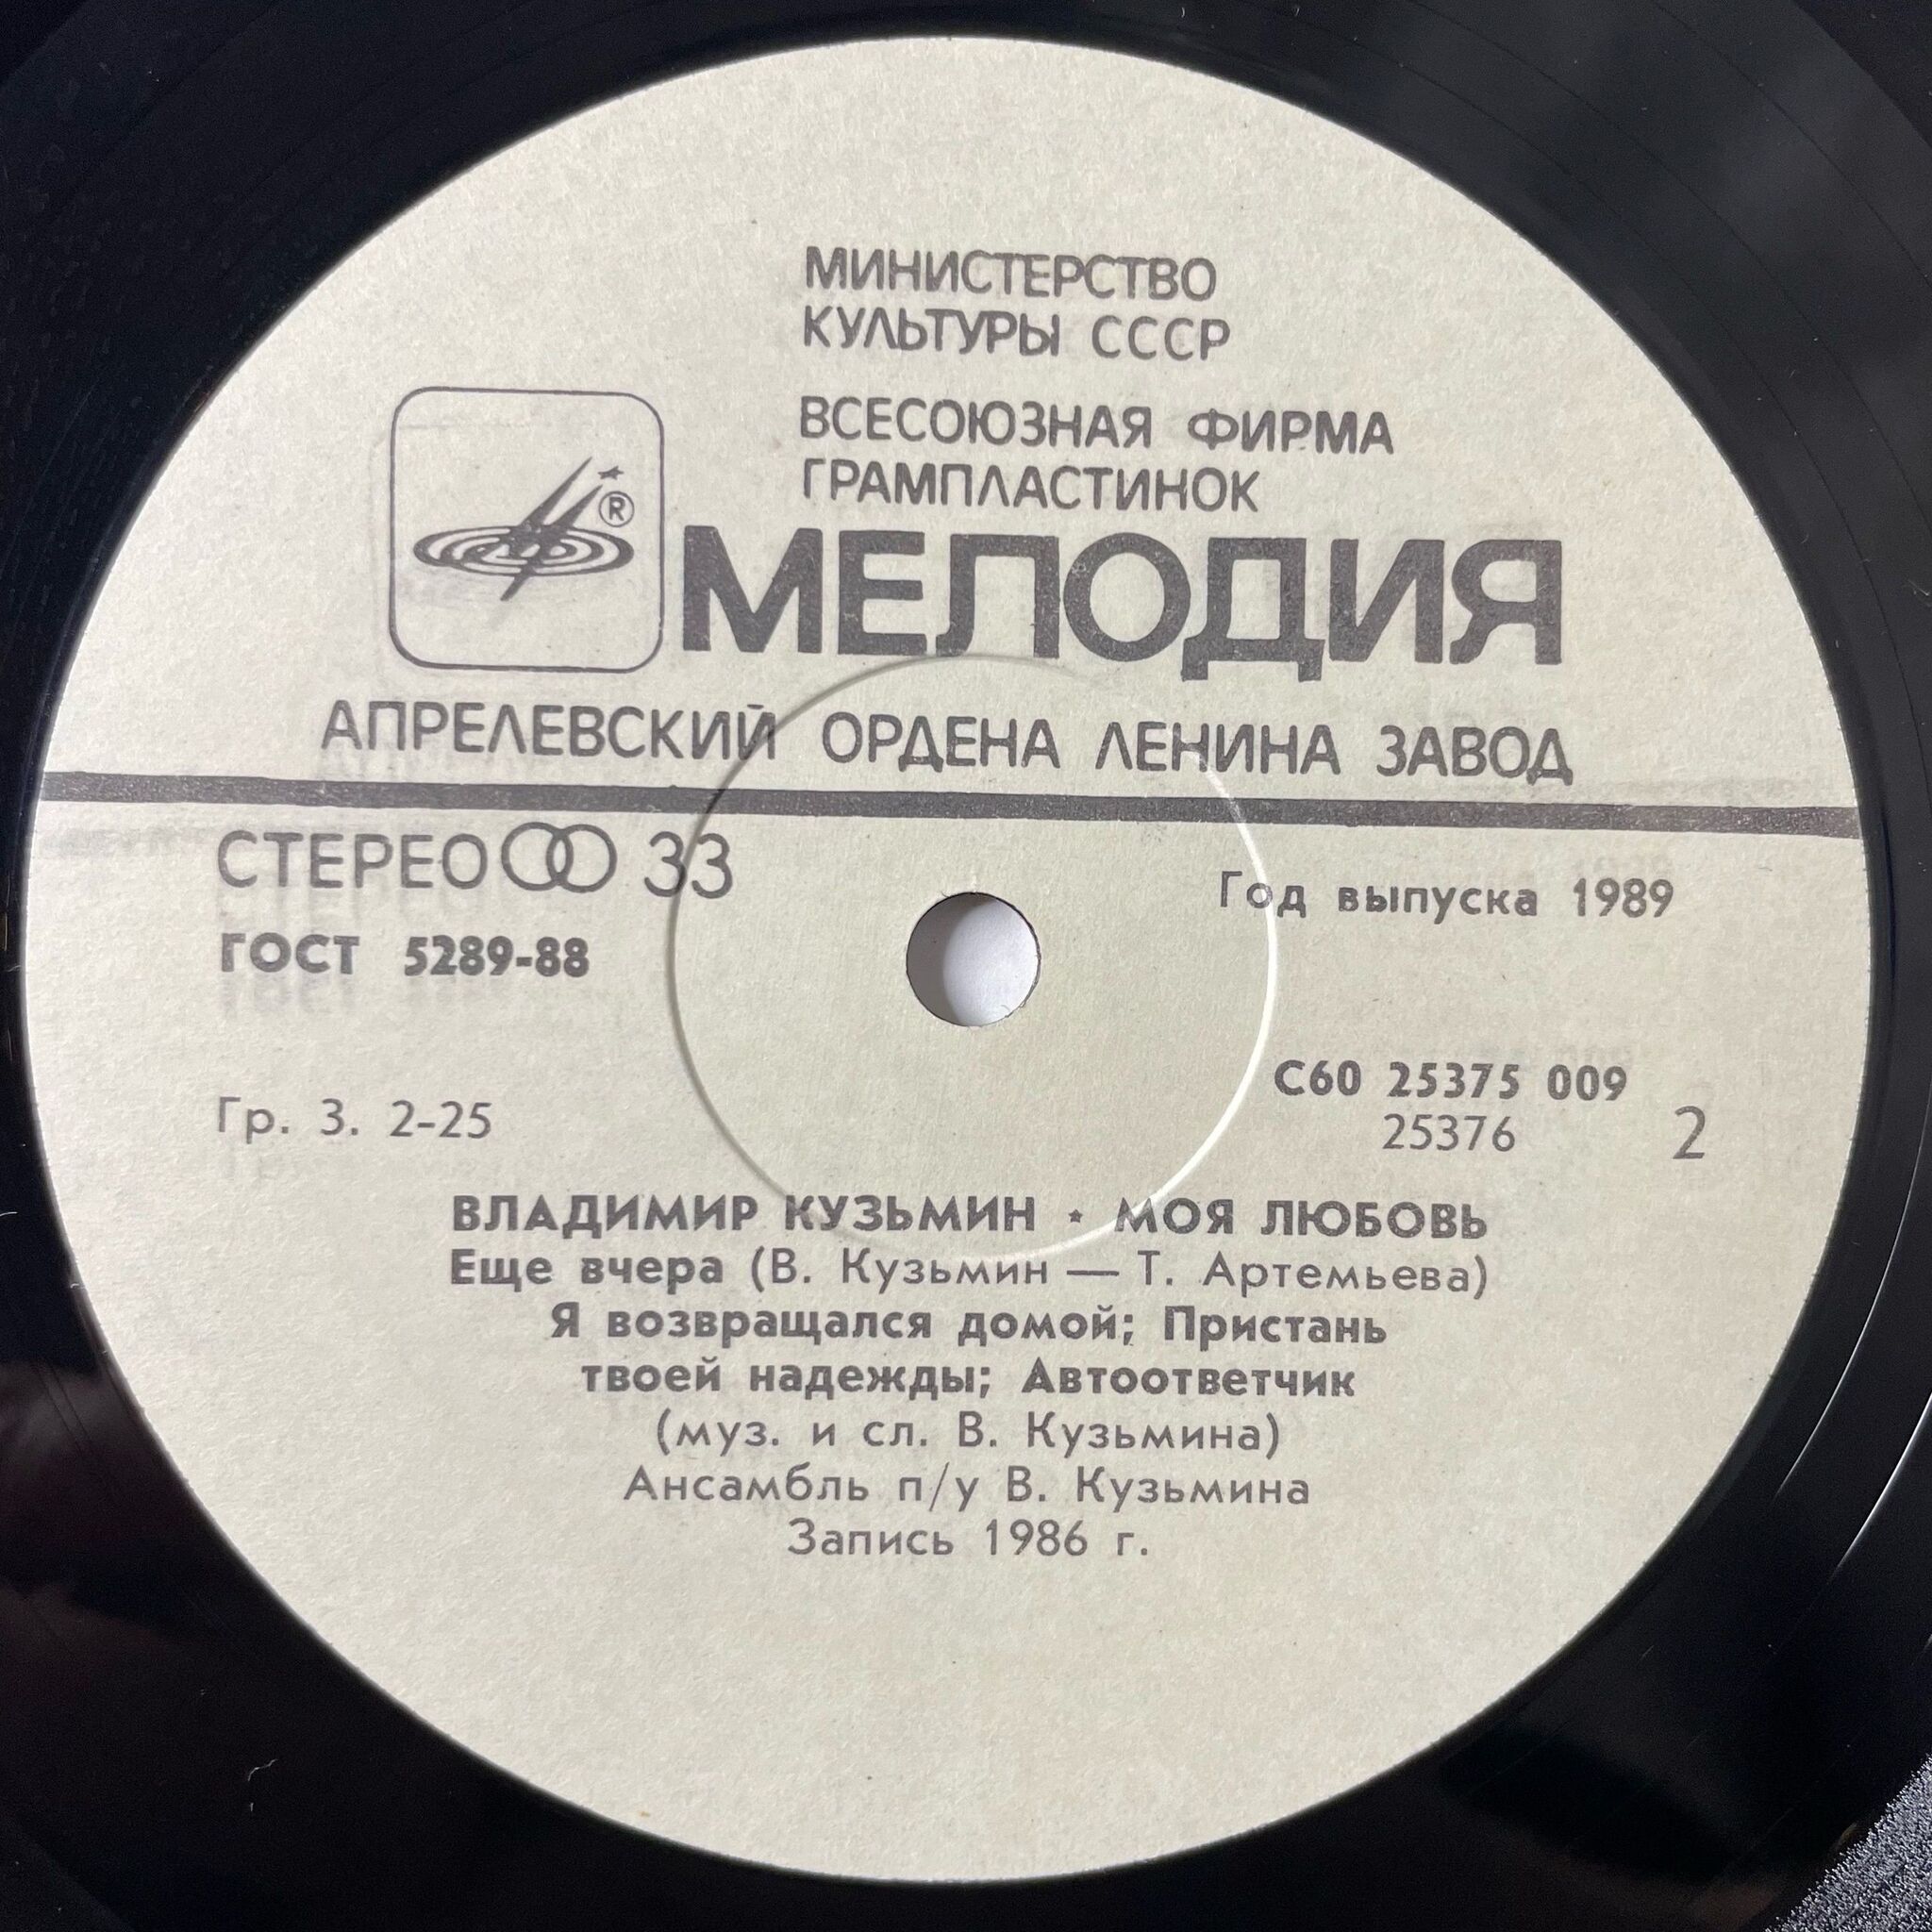 МИНИСТЕРСТВО
КУЛЬТУРЫ СССР
ВСЕСОЮЗНАЯ ФИРМА
ГРАМПЛАСТИНОК
®
МЕЛОДИЯ
АПРЕЛЕВСКИЙ ОРДЕНА ЛЕНИНА ЗАВОД
СТЕРЕО 33
Год выпуска 1989
ГОСТ 5289-88
С60 25375 009
Гр. 3. 2-25
25376
2
ВЛАДИМИР КУЗЬМИН ⋆ МОЯ ЛЮБОВЬ
Еще вчера (В. Кузьмин — Т. Артемьева)
Я возвращался домой; Пристань
твоей надежды; Автоответчик
(муз. и сл. В. Кузьмина)
Ансамбль п/у В. Кузьмина
Запись 1986 г.